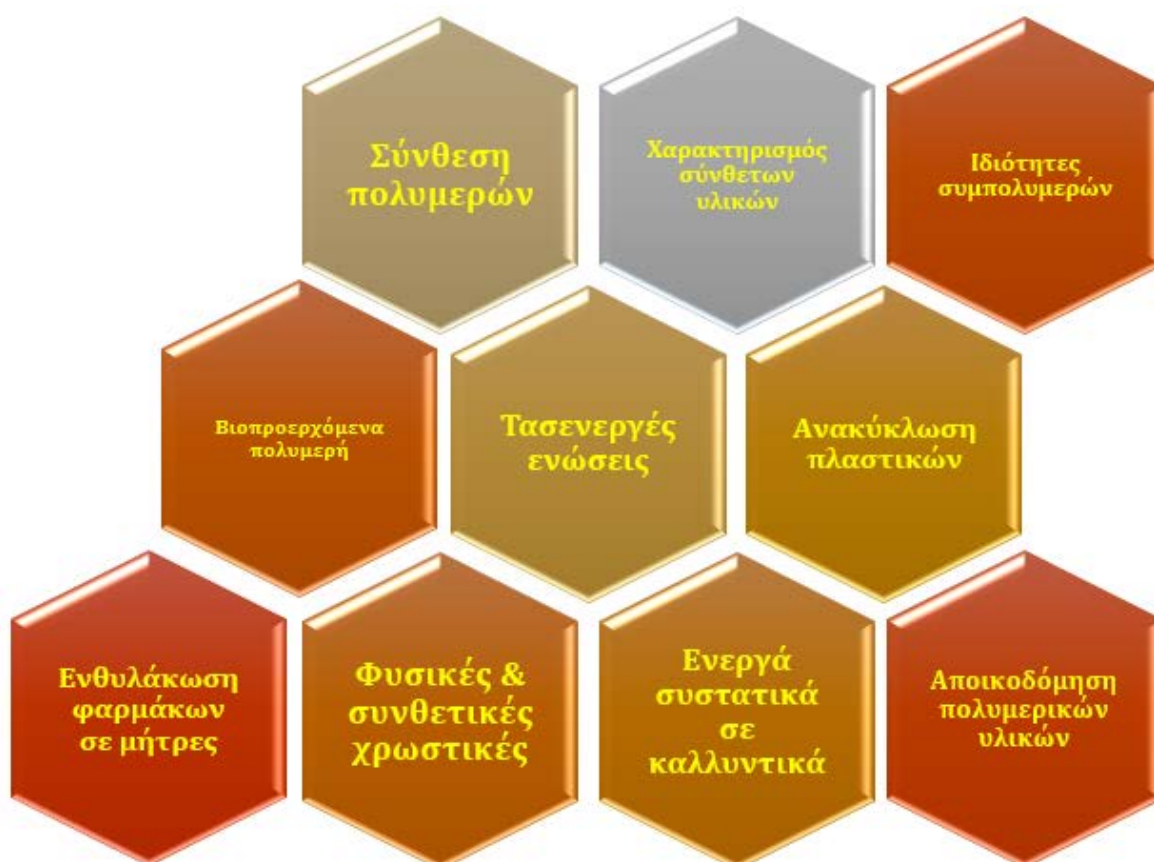 Σύνθεση
πολυμερών
Χαρακτηρισμός
σύνθετων
υλικών
Ιδιότητες
συμπολυμερών
Βιοπροερχόμενα
πολυμερή
Τασενεργές
ενώσεις
Ανακύκλωση
πλαστικών
Ενθυλάκωση
φαρμάκων
σε μήτρες
Φυσικές &
συνθετικές
χρωστικές
Ενεργά
συστατικά
σε
καλλυντικά
Αποικοδόμηση
πολυμερικών
υλικών